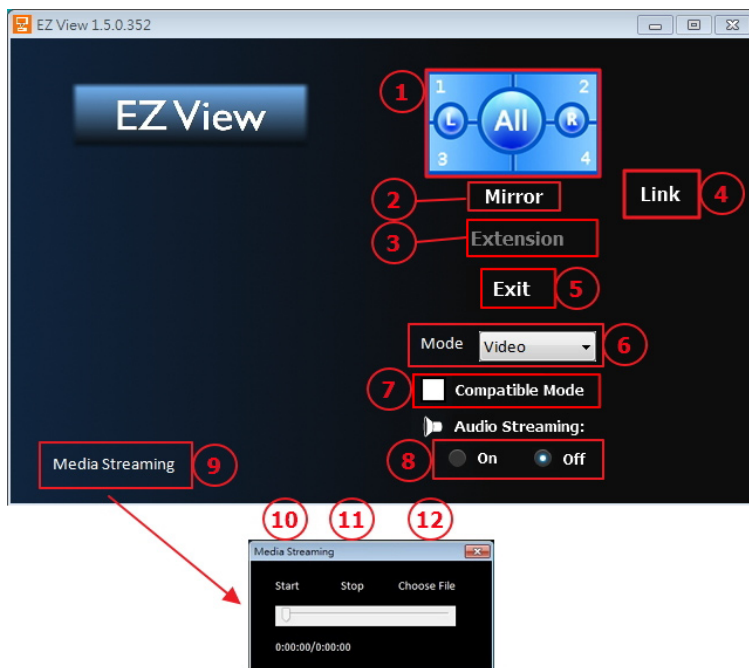 EZ View 1.5.0.352
EZ View
1
1 2
L All R
3 4
2 Mirror
Link 4
3 Extension
Exit 5
Mode Video 6
7 Compatible Mode
Audio Streaming:
8 On Off
Media Streaming 9
10 11 12
Media Streaming
Start Stop Choose File
0:00:00/0:00:00